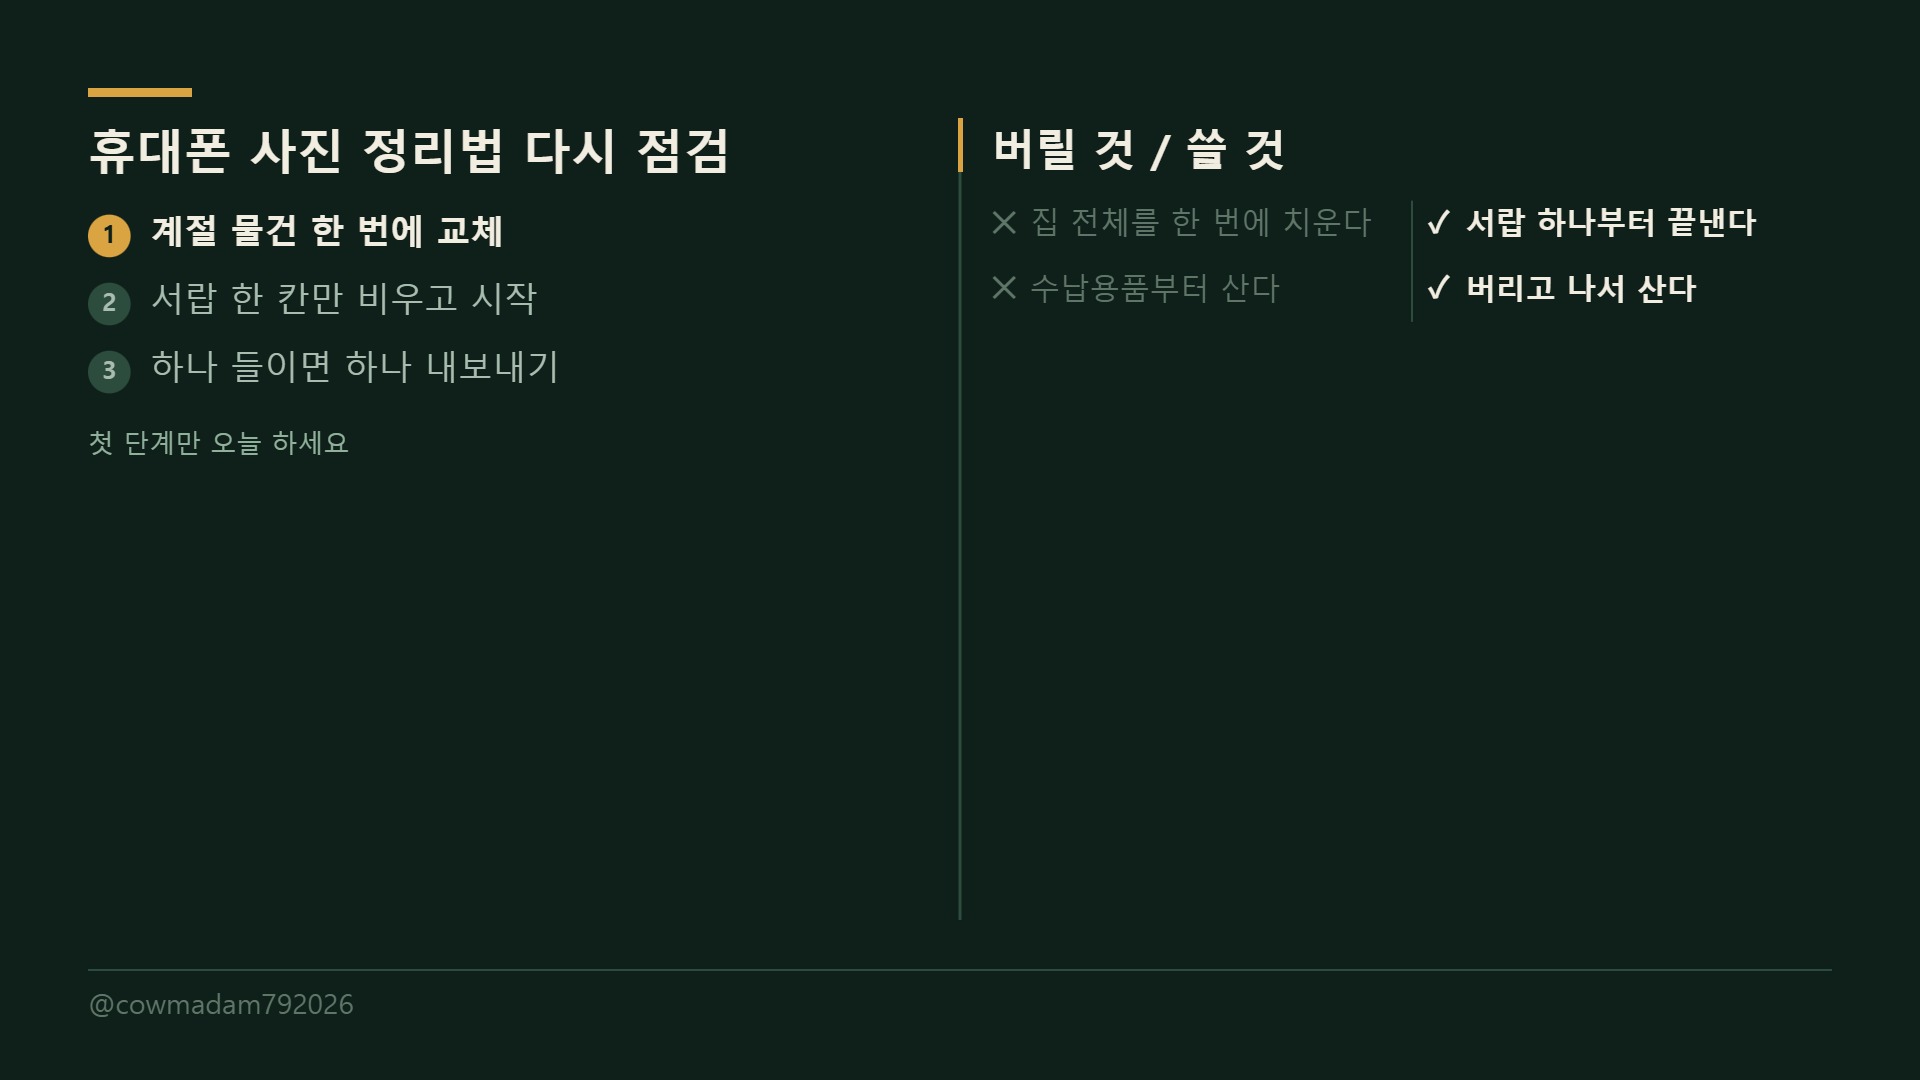 휴대폰 사진 정리법 다시 점검
1 계절 물건 한 번에 교체
2 서랍 한 칸만 비우고 시작
3 하나 들이면 하나 내보내기
첫 단계만 오늘 하세요
버릴 것 / 쓸 것
✕ 집 전체를 한 번에 치운다
✓ 서랍 하나부터 끝낸다
✕ 수납용품부터 산다
✓ 버리고 나서 산다
@cowmadam792026